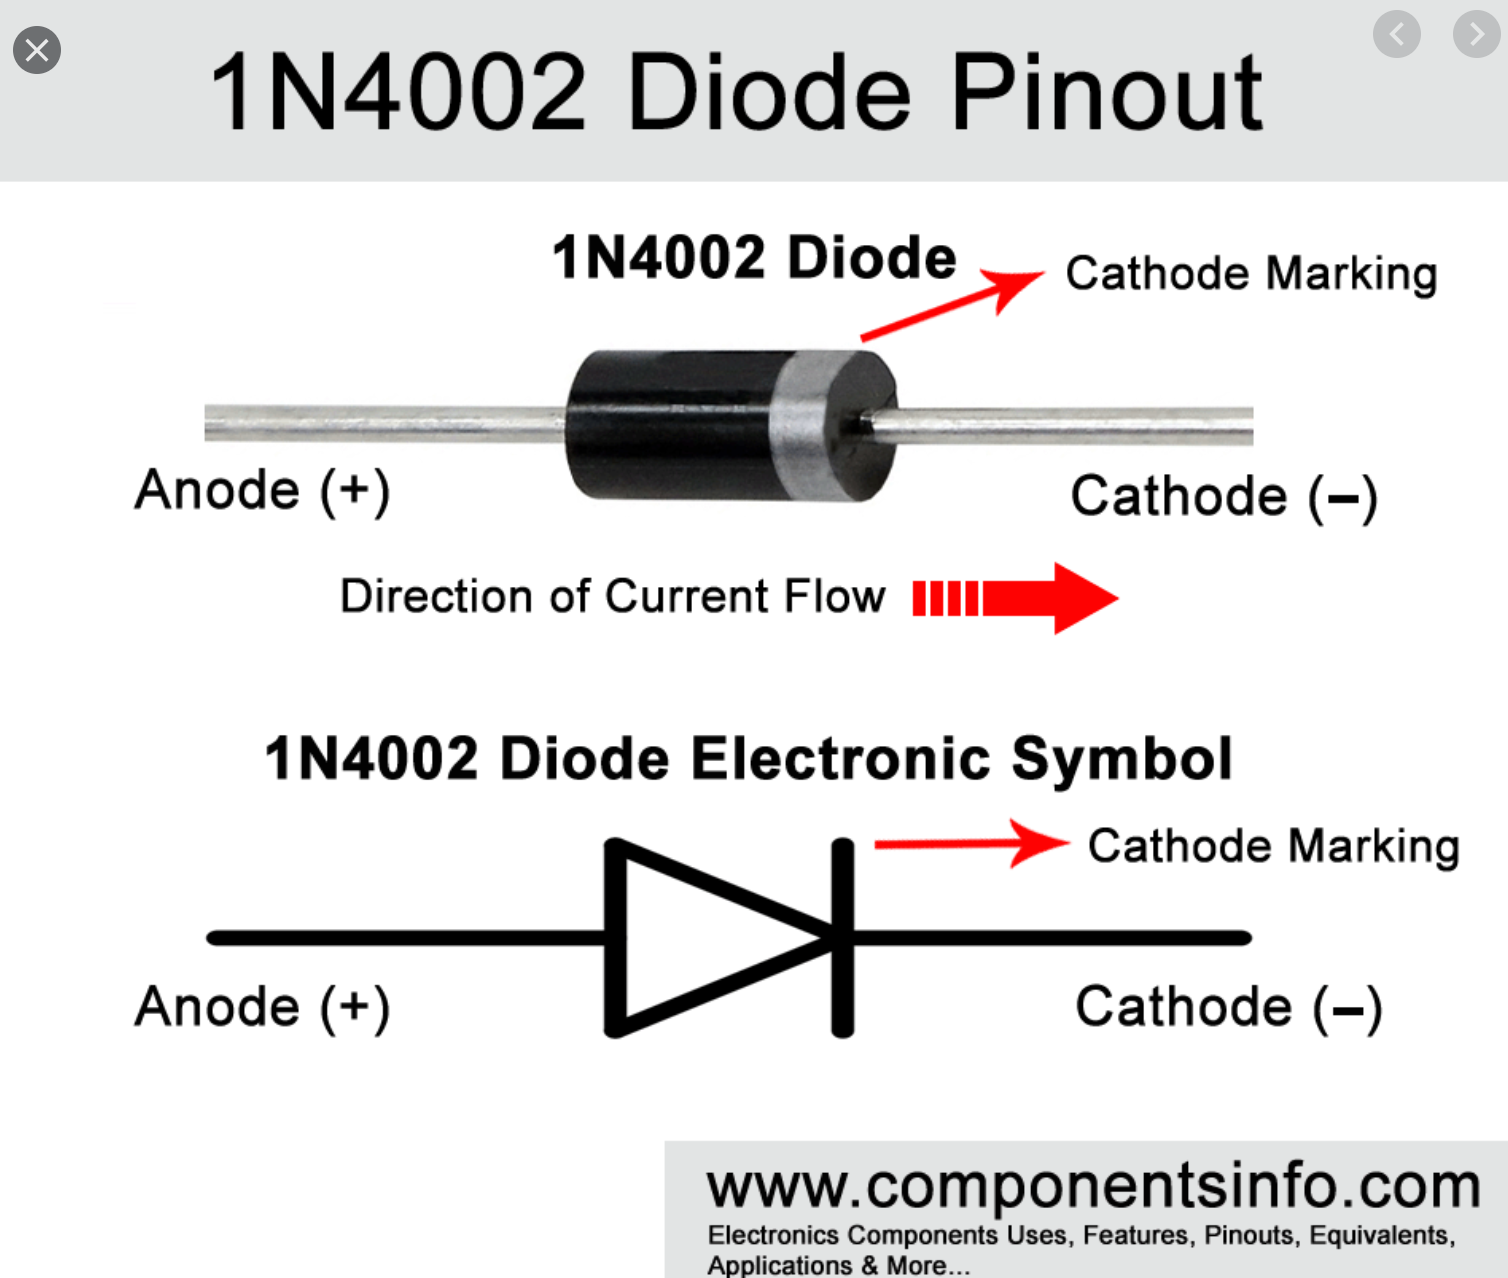 1N4002 Diode Pinout
1N4002 Diode
Cathode Marking
Anode (+)
Cathode (–)
Direction of Current Flow
1N4002 Diode Electronic Symbol
Cathode Marking
Anode (+)
Cathode (–)
www.componentsinfo.com
Electronics Components Uses, Features, Pinouts, Equivalents,
Applications & More...